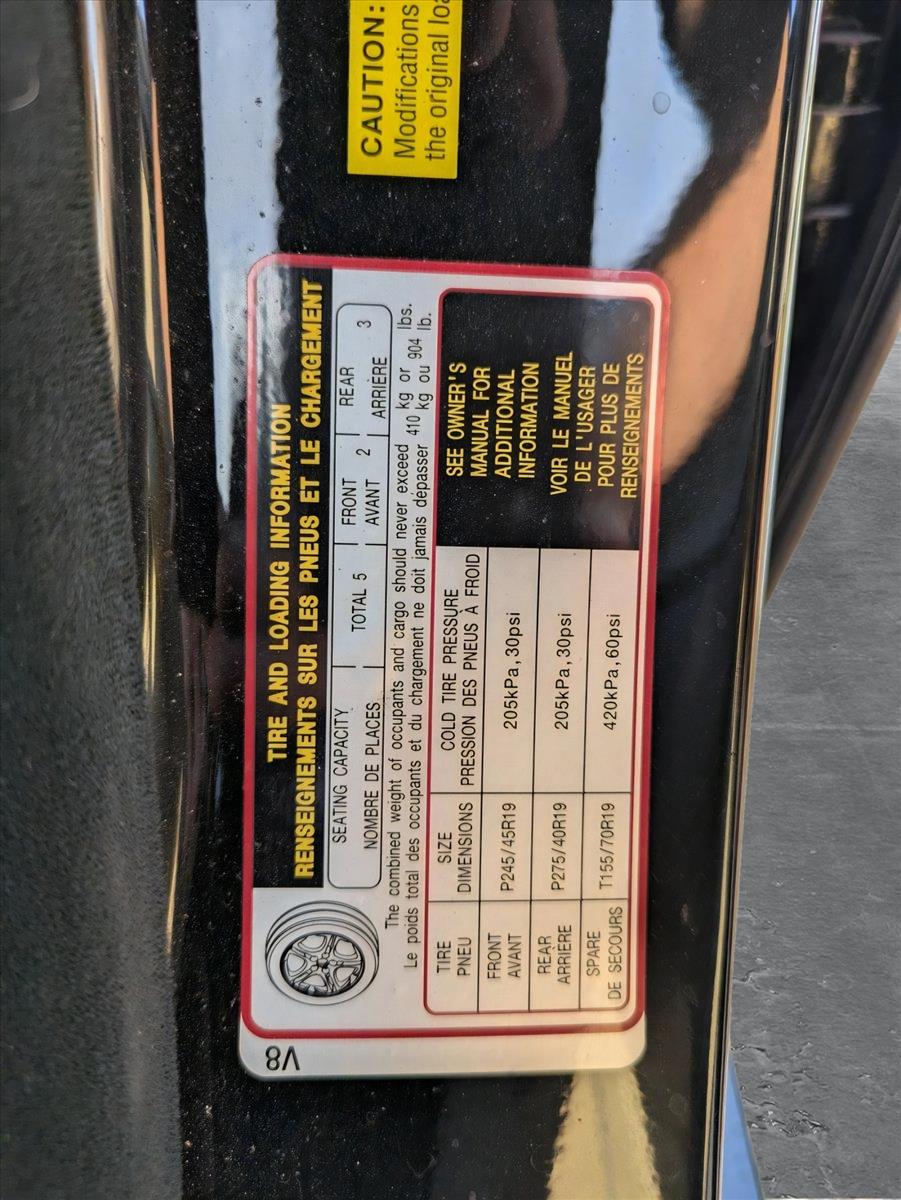 CAUTION:
Modifications
the original loa
TIRE AND LOADING INFORMATION
RENSEIGNEMENTS SUR LES PNEUS ET LE CHARGEMENT
SEATING CAPACITY TOTAL 5 FRONT 2 REAR 3
NOMBRE DE PLACES AVANT ARRIÈRE
The combined weight of occupants and cargo should never exceed 410 kg or 904 lbs.
Le poids total des occupants et du chargement ne doit jamais dépasser 410 kg ou 904 lb.
TIRE SIZE COLD TIRE PRESSURE
PNEU DIMENSIONS PRESSION DES PNEUS À FROID
FRONT P245/45R19 205kPa, 30psi
AVANT
REAR P275/40R19 205kPa, 30psi
ARRIÈRE
SPARE T155/70R19 420kPa, 60psi
DE SECOURS
SEE OWNER'S
MANUAL FOR
ADDITIONAL
INFORMATION
VOIR LE MANUEL
DE L'USAGER
POUR PLUS DE
RENSEIGNEMENTS
V8